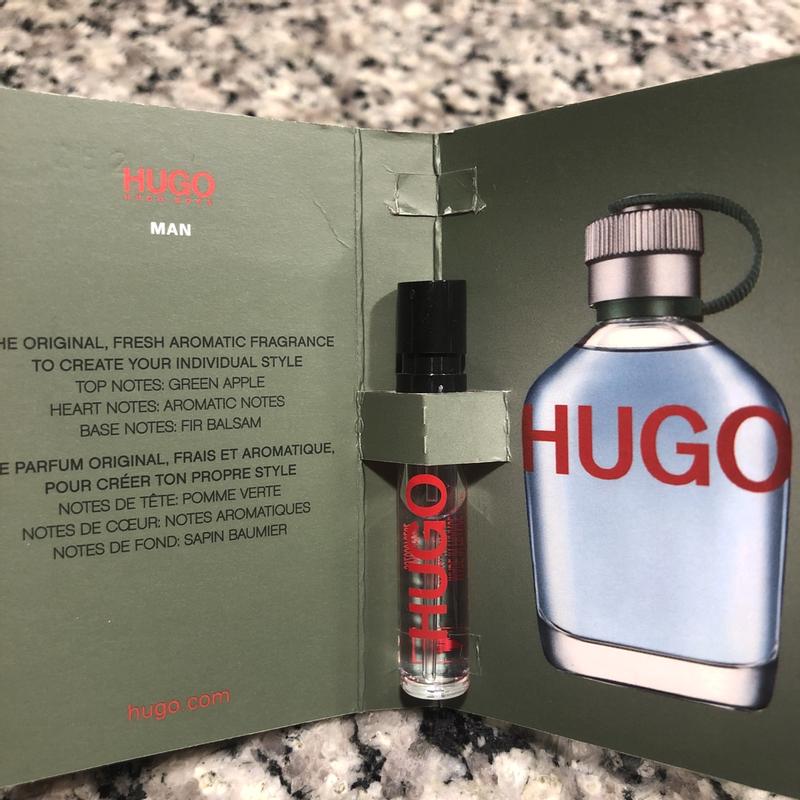 HUGO
HUGO BOSS
MAN
HE ORIGINAL, FRESH AROMATIC FRAGRANCE
TO CREATE YOUR INDIVIDUAL STYLE
TOP NOTES: GREEN APPLE
HEART NOTES: AROMATIC NOTES
BASE NOTES: FIR BALSAM
E PARFUM ORIGINAL, FRAIS ET AROMATIQUE,
POUR CRÉER TON PROPRE STYLE
NOTES DE TÊTE: POMME VERTE
NOTES DE CŒUR: NOTES AROMATIQUES
NOTES DE FOND: SAPIN BAUMIER
hugo.com
HUGO
HUGO